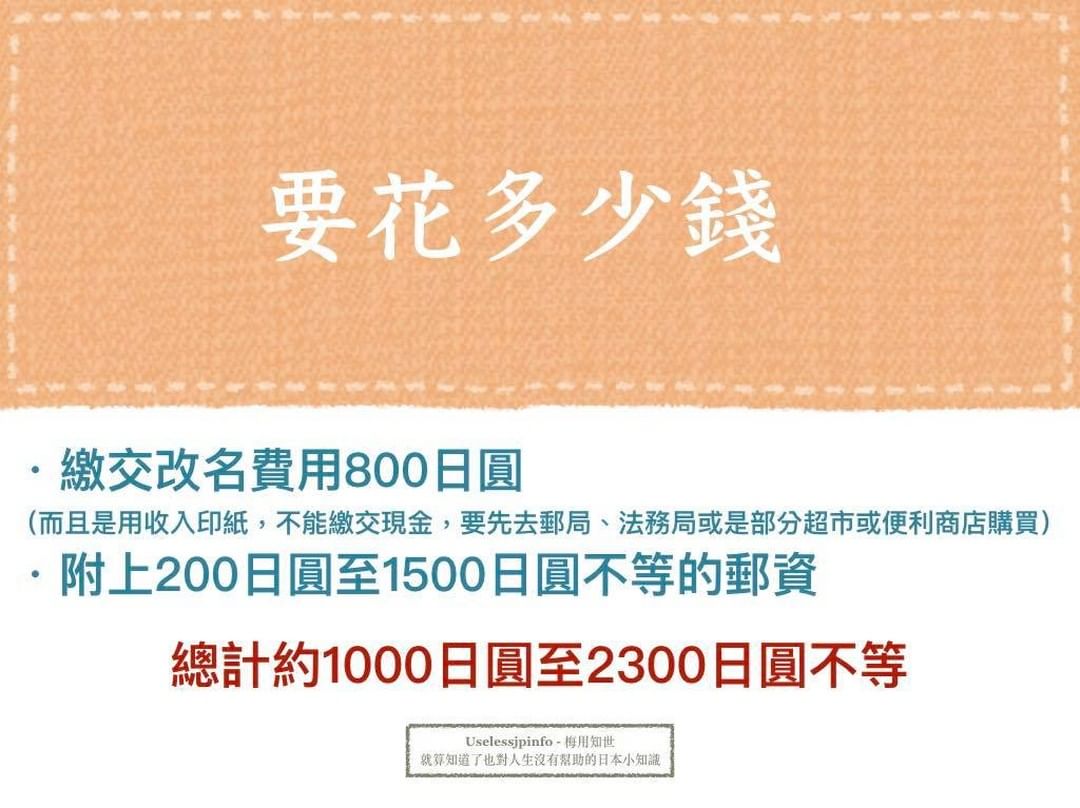 要花多少錢
· 繳交改名費用800日圓
(而且是用收入印紙，不能繳交現金，要先去郵局、法務局或是部分超市或便利商店購買)
· 附上200日圓至1500日圓不等的郵資
總計約1000日圓至2300日圓不等
Uselessjpinfo - 梅用知世
就算知道了也對人生沒有幫助的日本小知識